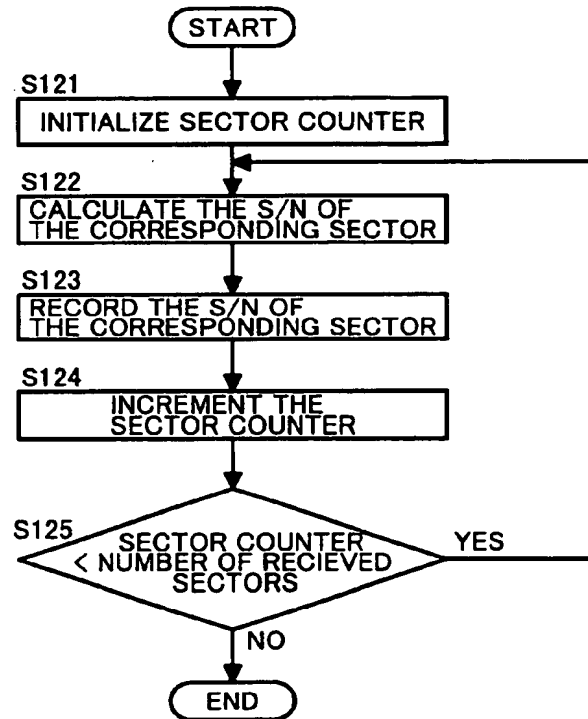 START
S121
INITIALIZE SECTOR COUNTER
S122
CALCULATE THE S/N OF
THE CORRESPONDING SECTOR
S123
RECORD THE S/N OF
THE CORRESPONDING SECTOR
S124
INCREMENT THE
SECTOR COUNTER
S125
SECTOR COUNTER
< NUMBER OF RECIEVED
SECTORS
YES
NO
END